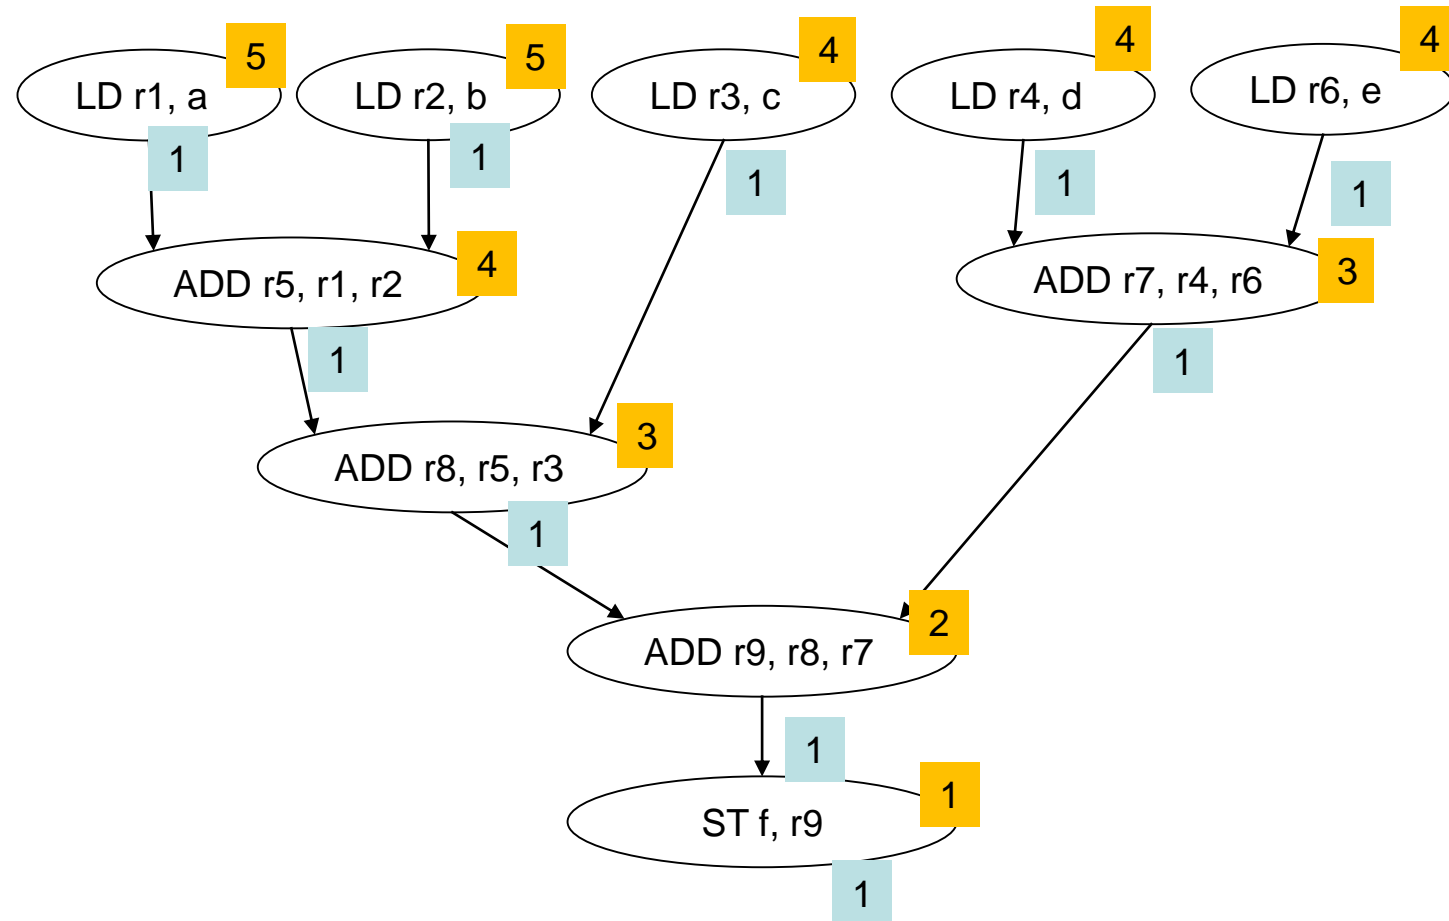 5
5
4
4
4
LD r1, a
LD r2, b
LD r3, c
LD r4, d
LD r6, e
1
1
1
1
1
4
3
ADD r5, r1, r2
ADD r7, r4, r6
1
1
3
ADD r8, r5, r3
1
2
ADD r9, r8, r7
1
1
ST f, r9
1